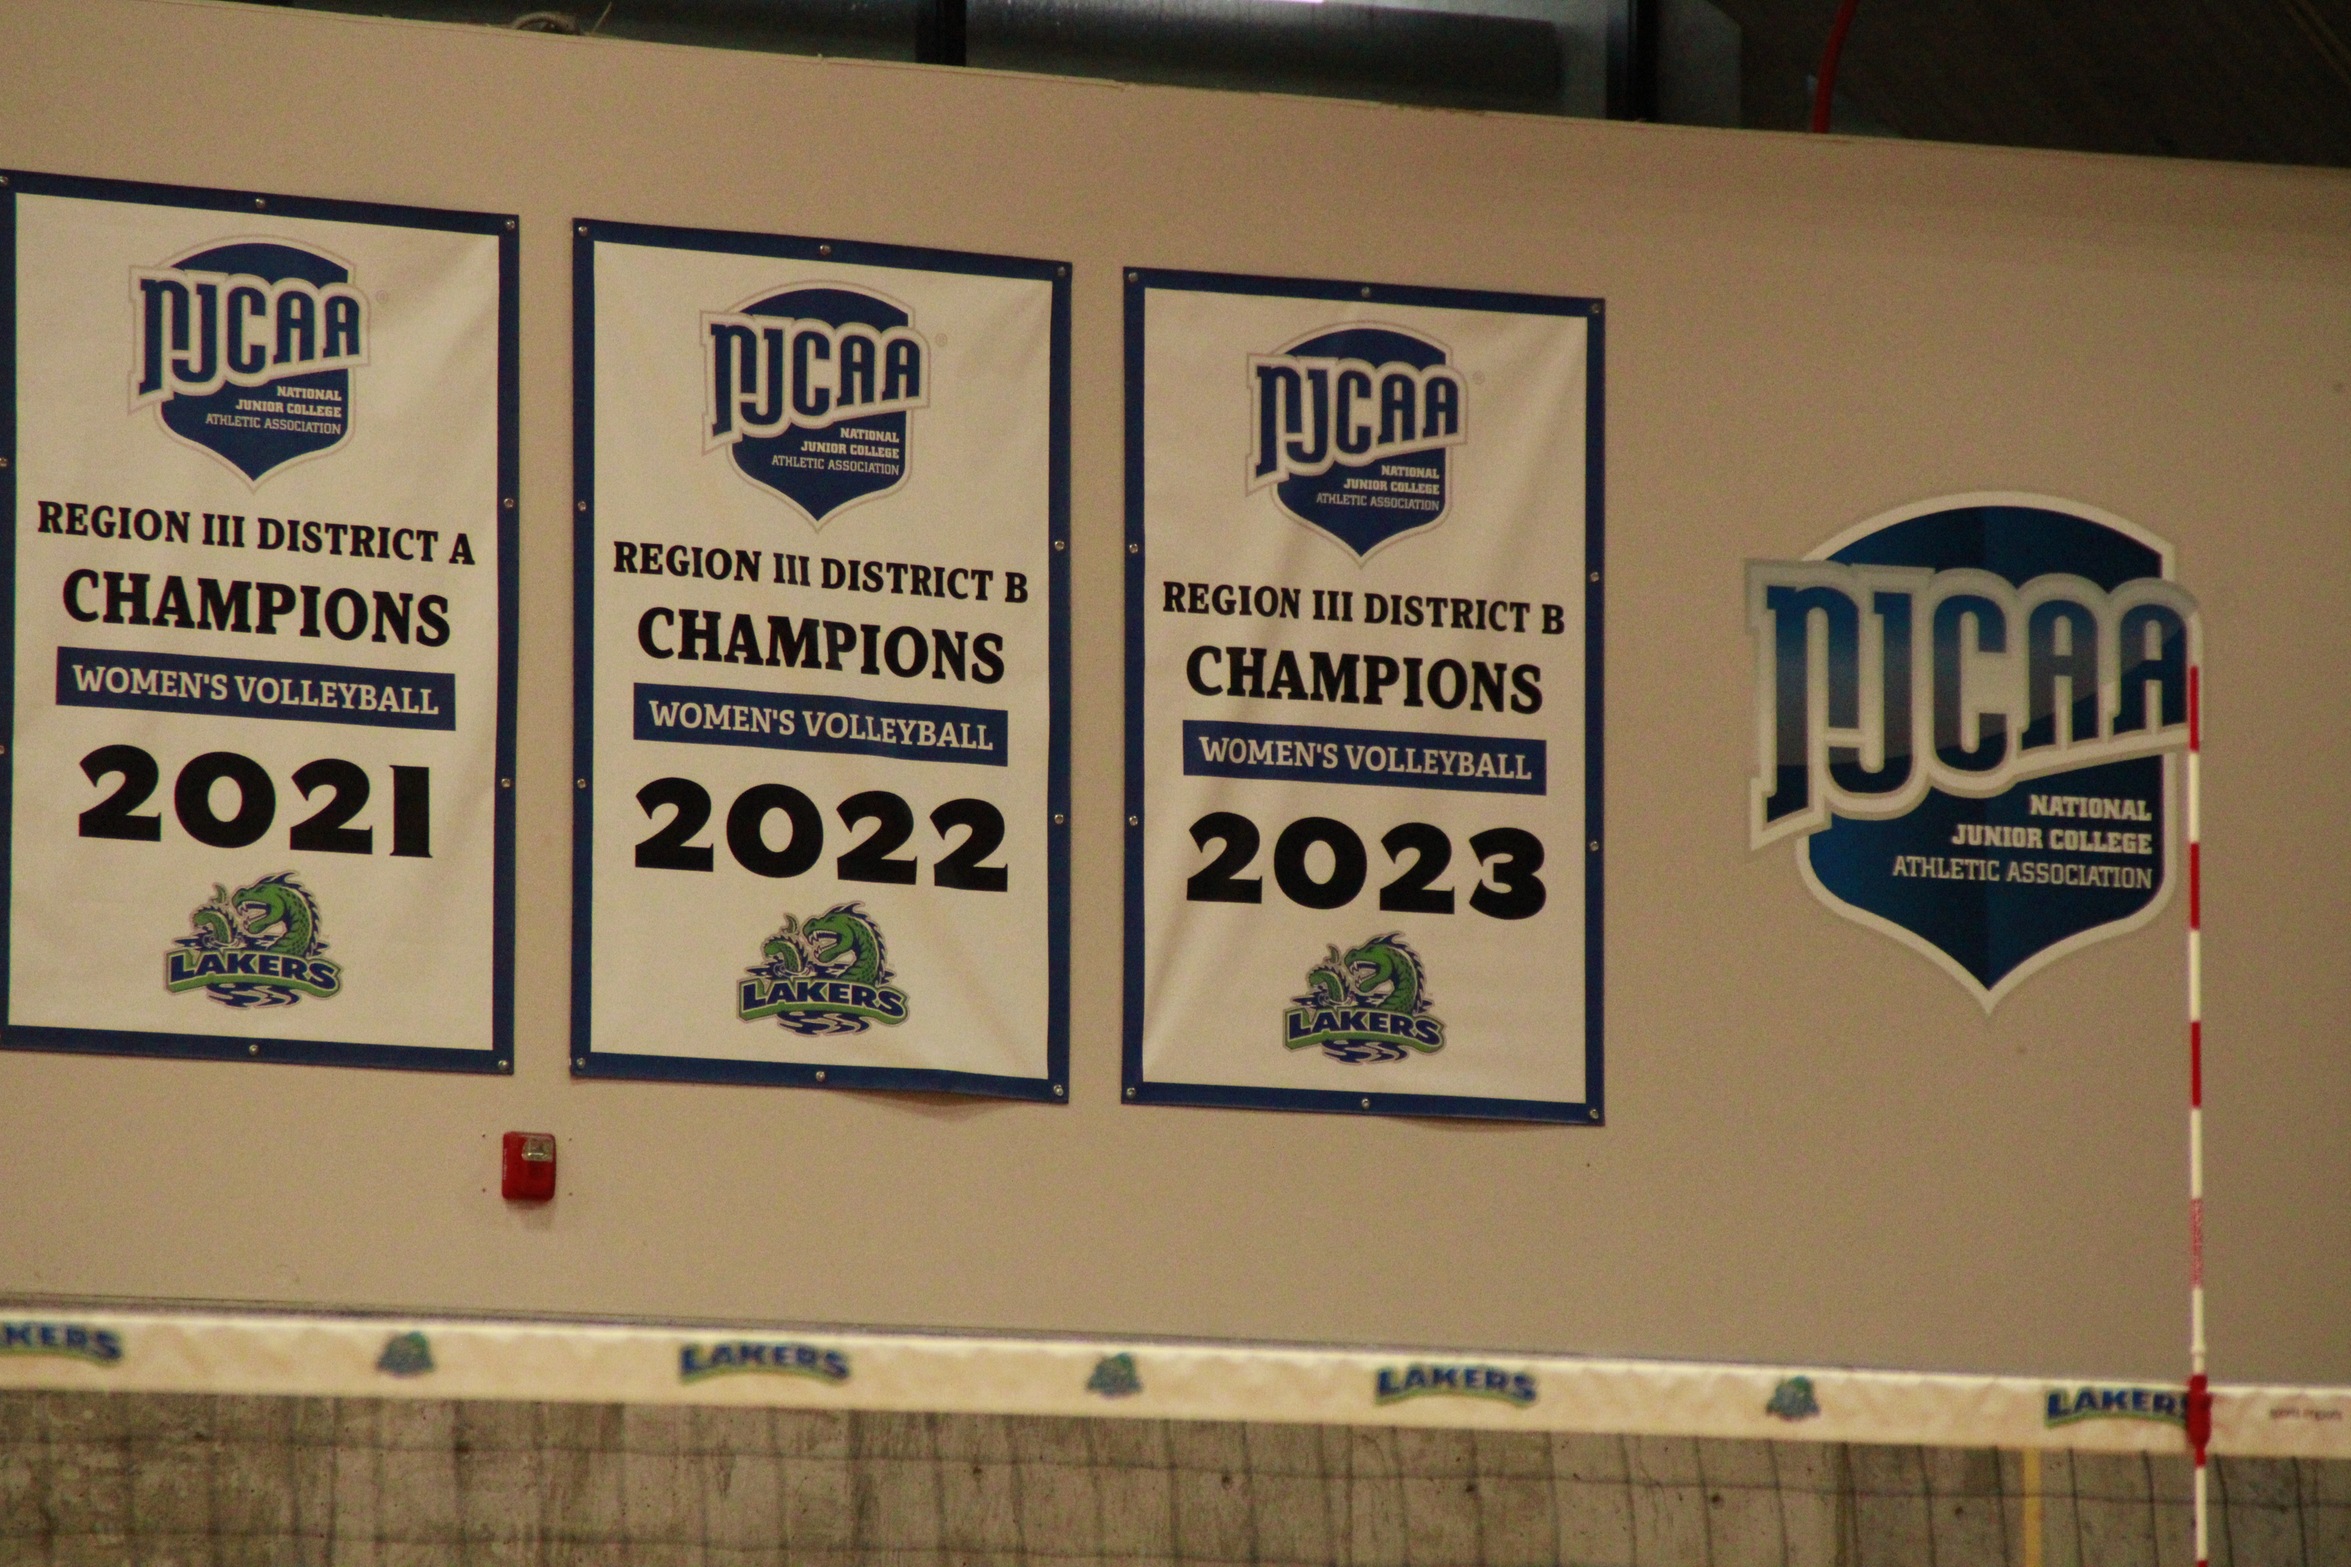 NJCAA
NATIONAL
JUNIOR COLLEGE
ATHLETIC ASSOCIATION
REGION III DISTRICT A
CHAMPIONS
WOMEN'S VOLLEYBALL
2021
LAKERS
NJCAA
NATIONAL
JUNIOR COLLEGE
ATHLETIC ASSOCIATION
REGION III DISTRICT B
CHAMPIONS
WOMEN'S VOLLEYBALL
2022
LAKERS
NJCAA
NATIONAL
JUNIOR COLLEGE
ATHLETIC ASSOCIATION
REGION III DISTRICT B
CHAMPIONS
WOMEN'S VOLLEYBALL
2023
LAKERS
NJCAA
NATIONAL
JUNIOR COLLEGE
ATHLETIC ASSOCIATION
KERS LAKERS LAKERS LAKERS